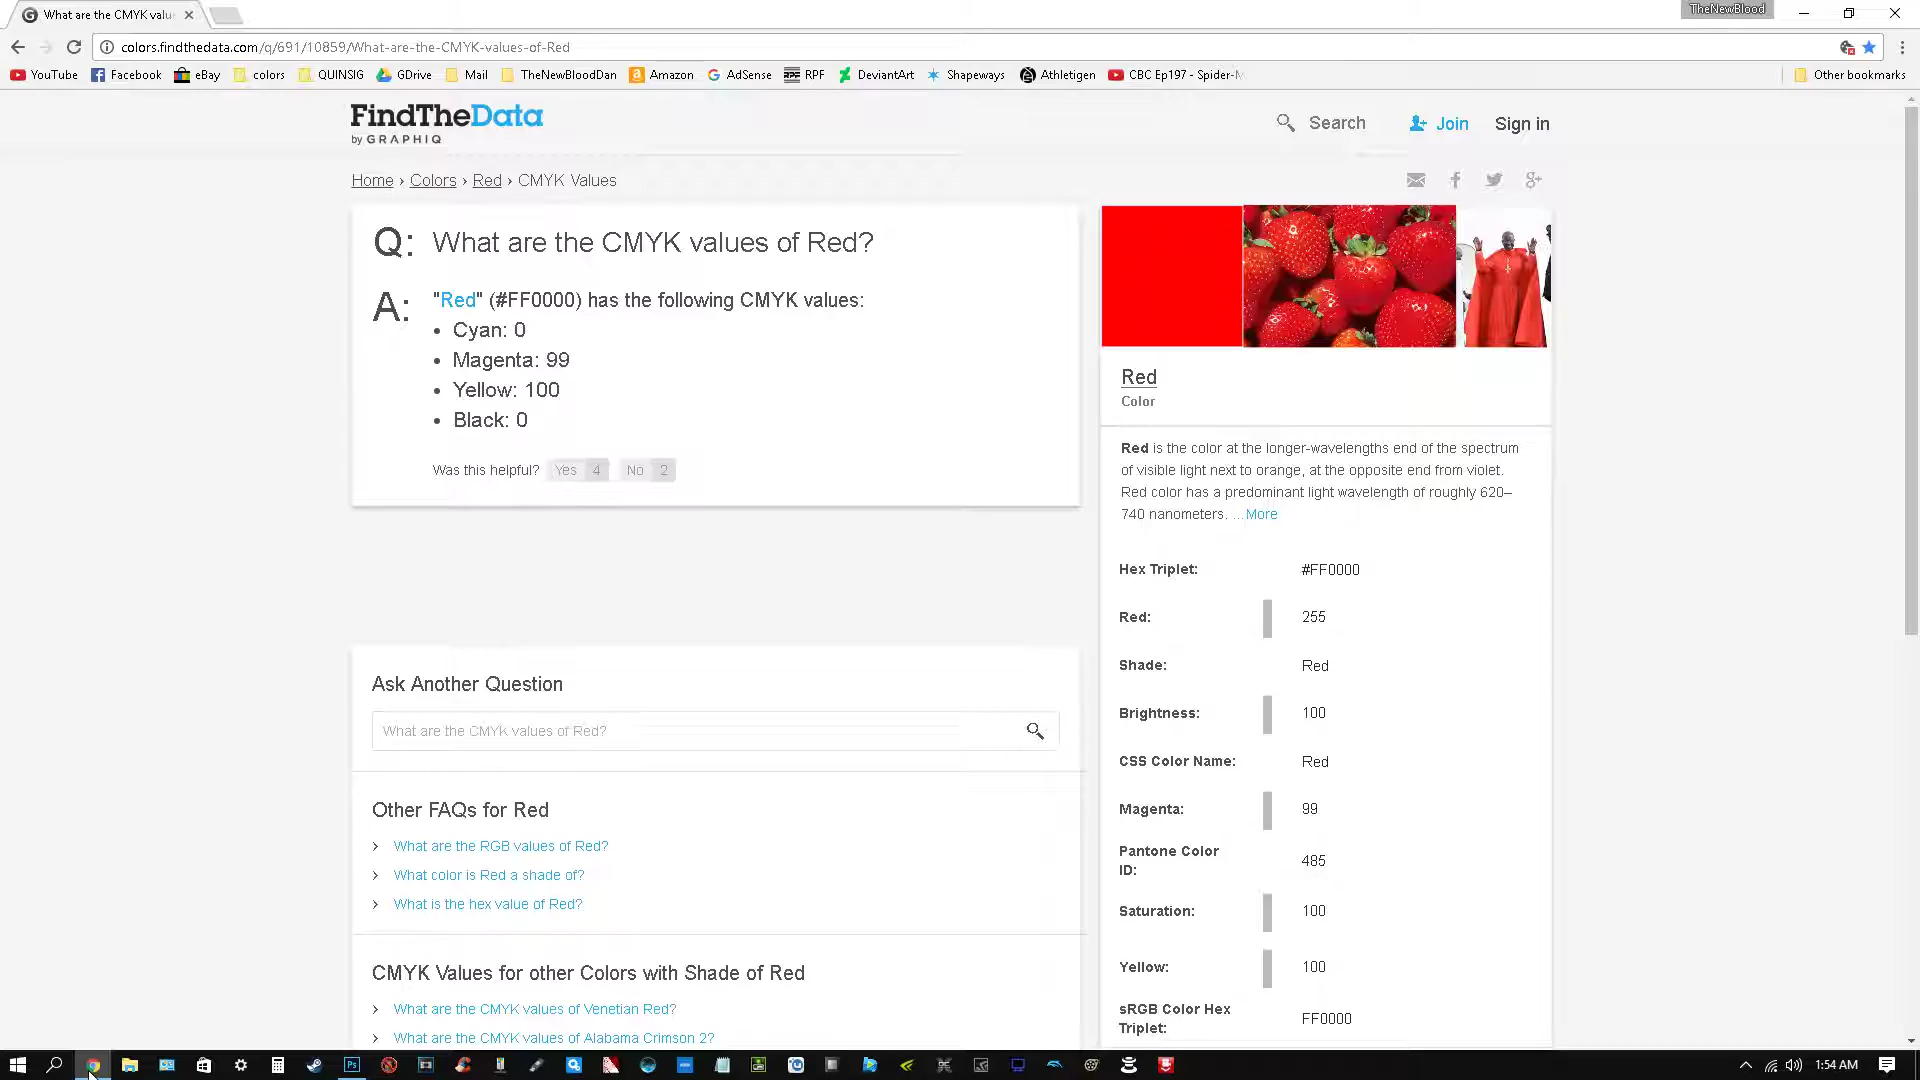 What are the CMYK valu
TheNewBlood
colors.findthedata.com/q/691/10859/What-are-the-CMYK-values-of-Red
YouTube Facebook eBay colors QUINSIG GDrive Mail TheNewBloodDan Amazon AdSense RPF DeviantArt Shapeways Athletigen CBC Ep197 - Spider-M Other bookmarks
FindTheData
by GRAPHIQ
Search Join Sign in
Home › Colors › Red › CMYK Values
Q: What are the CMYK values of Red?
A: "Red" (#FF0000) has the following CMYK values:
• Cyan: 0
• Magenta: 99
• Yellow: 100
• Black: 0
Was this helpful? Yes 4 No 2
Ask Another Question
What are the CMYK values of Red?
Other FAQs for Red
What are the RGB values of Red?
What color is Red a shade of?
What is the hex value of Red?
CMYK Values for other Colors with Shade of Red
What are the CMYK values of Venetian Red?
What are the CMYK values of Alabama Crimson 2?
Red
Color
Red is the color at the longer-wavelengths end of the spectrum
of visible light next to orange, at the opposite end from violet.
Red color has a predominant light wavelength of roughly 620–
740 nanometers. ...More
Hex Triplet: #FF0000
Red: 255
Shade: Red
Brightness: 100
CSS Color Name: Red
Magenta: 99
Pantone Color
ID: 485
Saturation: 100
Yellow: 100
sRGB Color Hex
Triplet: FF0000
1:54 AM